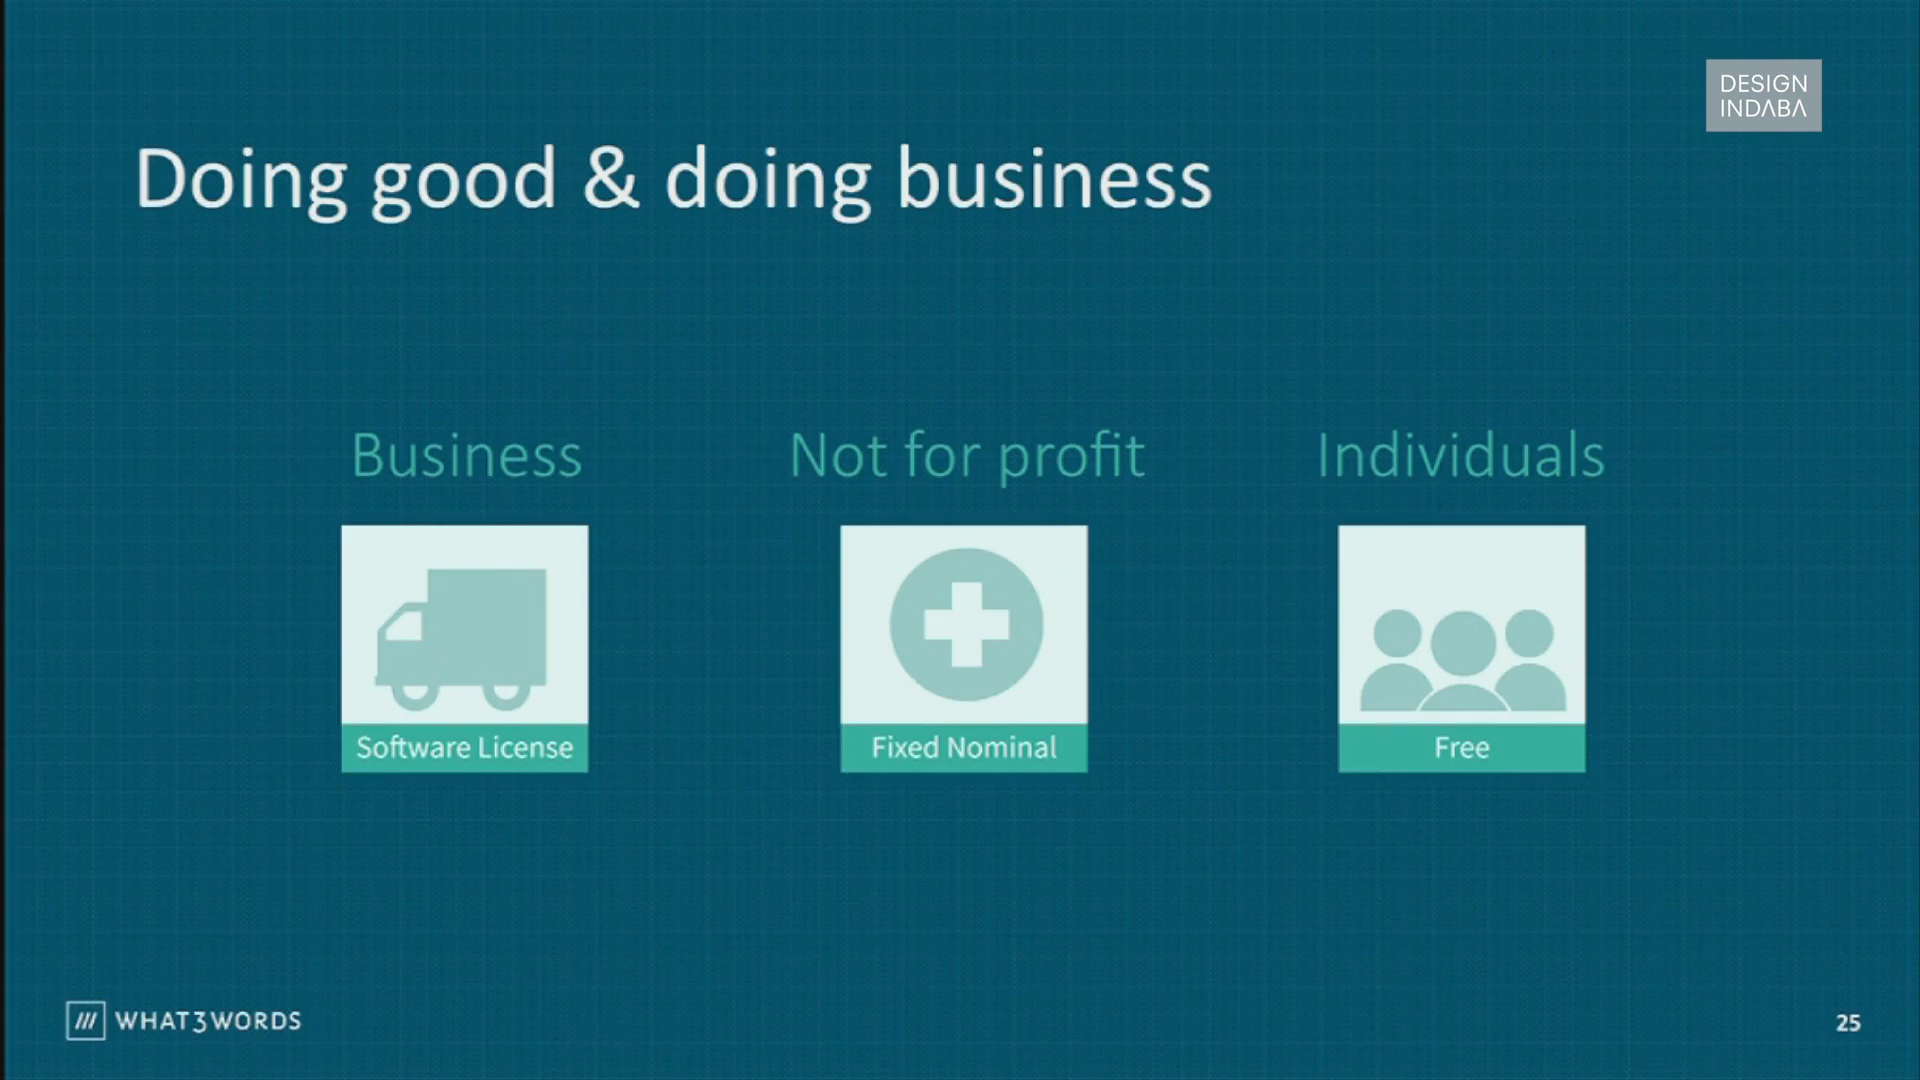 DESIGN
INDABA
Doing good & doing business
Business
Not for profit
Individuals
Software License
Fixed Nominal
Free
WHAT3WORDS
25